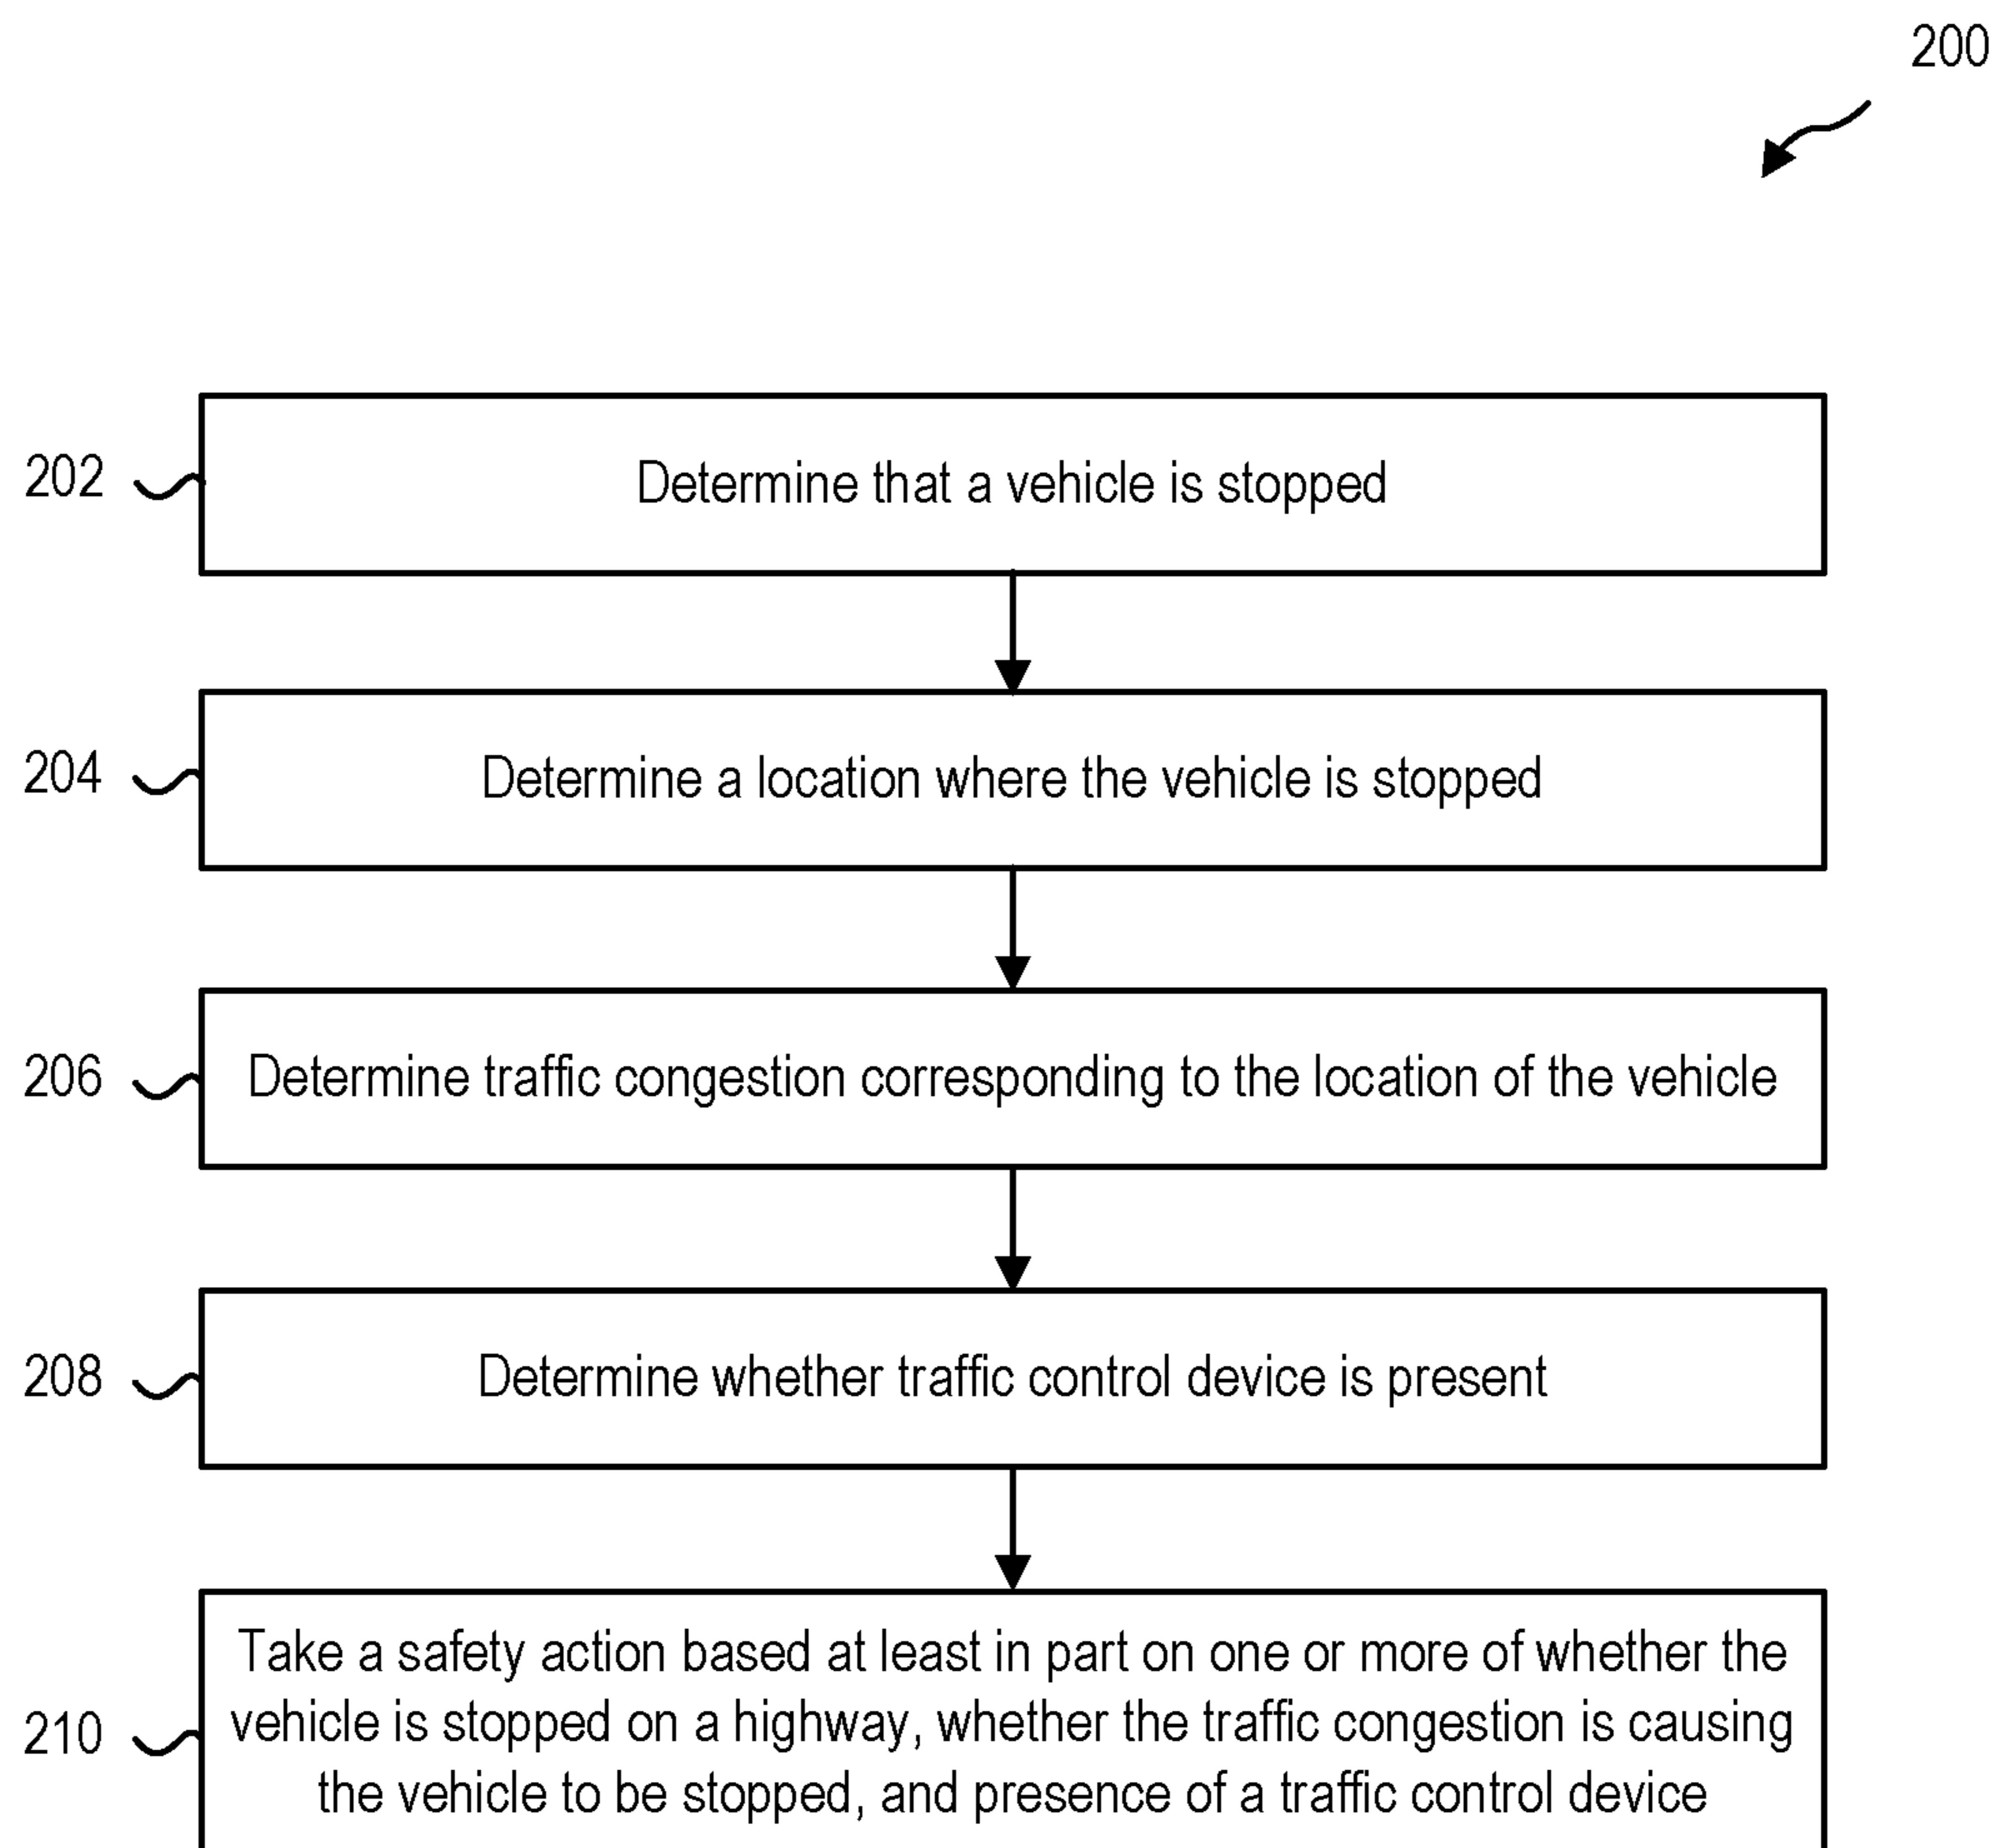 200
202
Determine that a vehicle is stopped
204
Determine a location where the vehicle is stopped
206
Determine traffic congestion corresponding to the location of the vehicle
208
Determine whether traffic control device is present
Take a safety action based at least in part on one or more of whether the
210
vehicle is stopped on a highway, whether the traffic congestion is causing
the vehicle to be stopped, and presence of a traffic control device